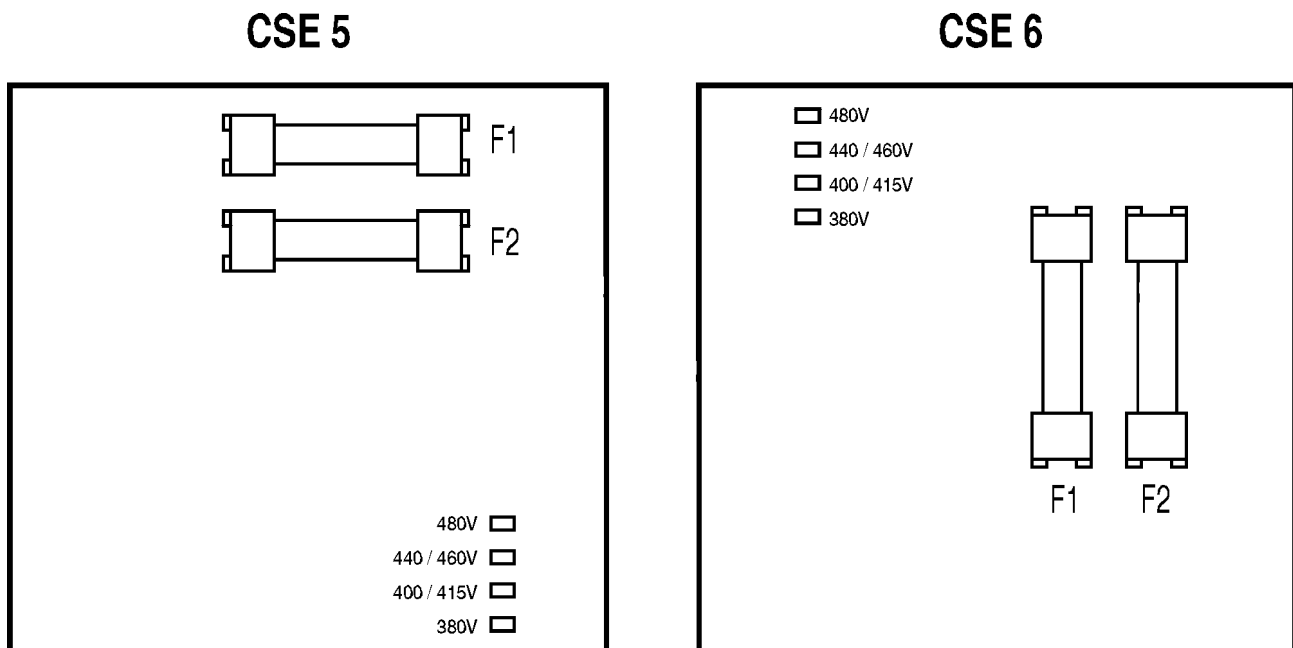 CSE 5
F1
F2
480V
440 / 460V
400 / 415V
380V
CSE 6
480V
440 / 460V
400 / 415V
380V
F1 F2